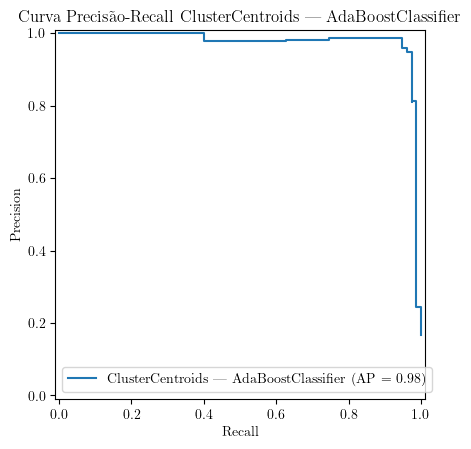 Curva Precisão-Recall ClusterCentroids — AdaBoostClassifier
1.0
0.8
0.6
0.4
0.2
0.0
Precision
ClusterCentroids — AdaBoostClassifier (AP = 0.98)
0.0 0.2 0.4 0.6 0.8 1.0
Recall